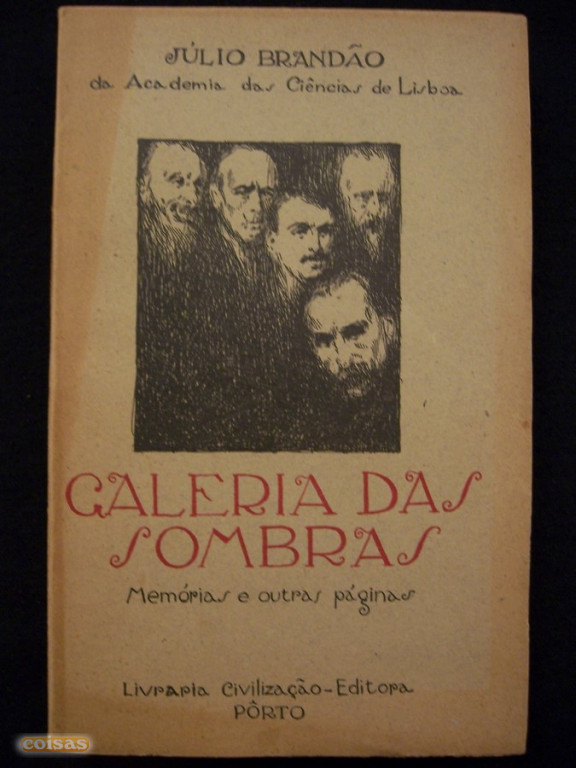 JÚLIO BRANDÃO
da Academia das Ciências de Lisboa
GALERIA DAS
SOMBRAS
Memórias e outras páginas
Livraria Civilização-Editora
PÔRTO
coisas